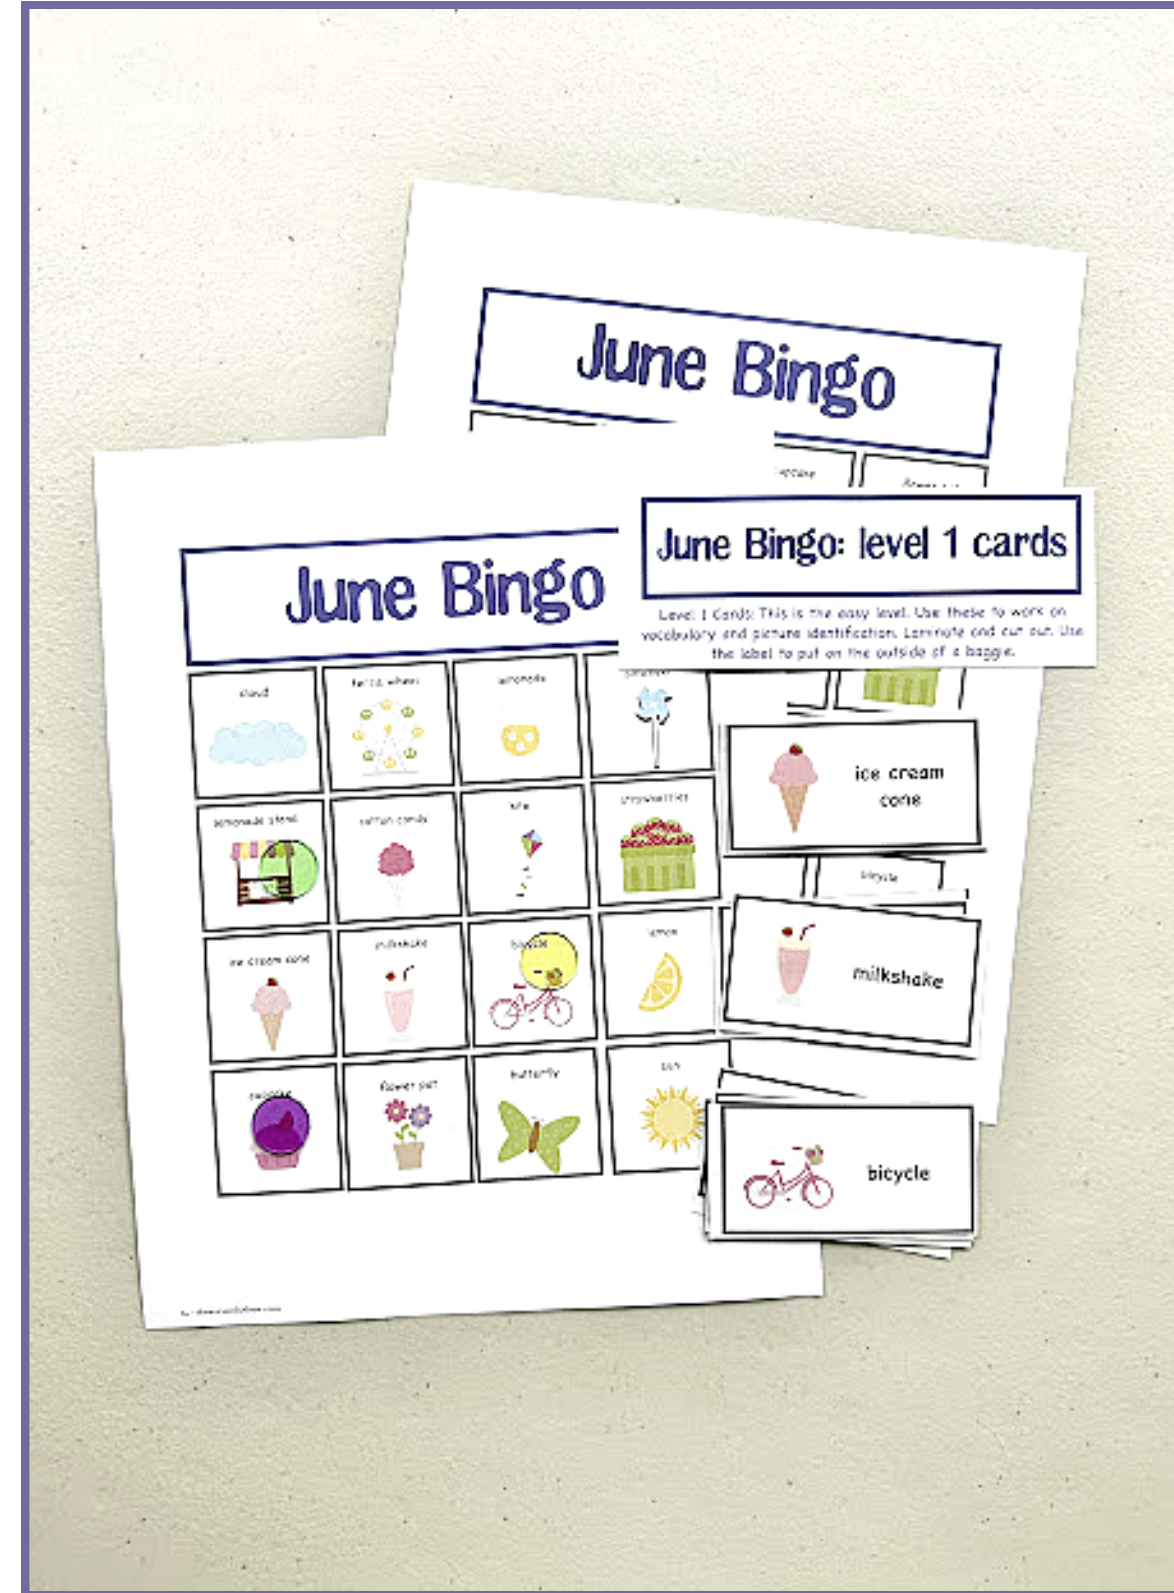 June Bingo
June Bingo
June Bingo: level 1 cards
Level 1 Cards: This is the easy level. Use these to work on
vocabulary and picture identification. Laminate and cut out. Use
the label to put on the outside of a baggie.
cloud
ferris wheel
lemonade
lemonade stand
cotton candy
kite
strawberries
ice cream cone
milkshake
bicycle
lemon
cupcake
flower pot
butterfly
sun
ice cream
cone
bicycle
milkshake
bicycle